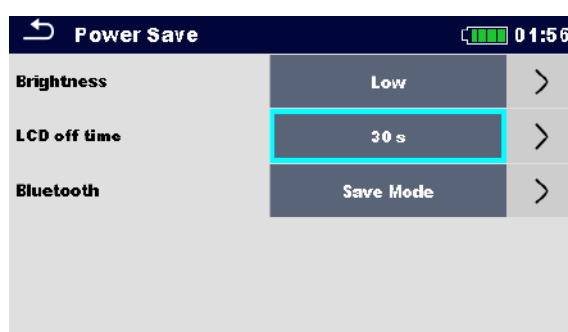 Power Save 01:56
Brightness Low
LCD off time 30 s
Bluetooth Save Mode